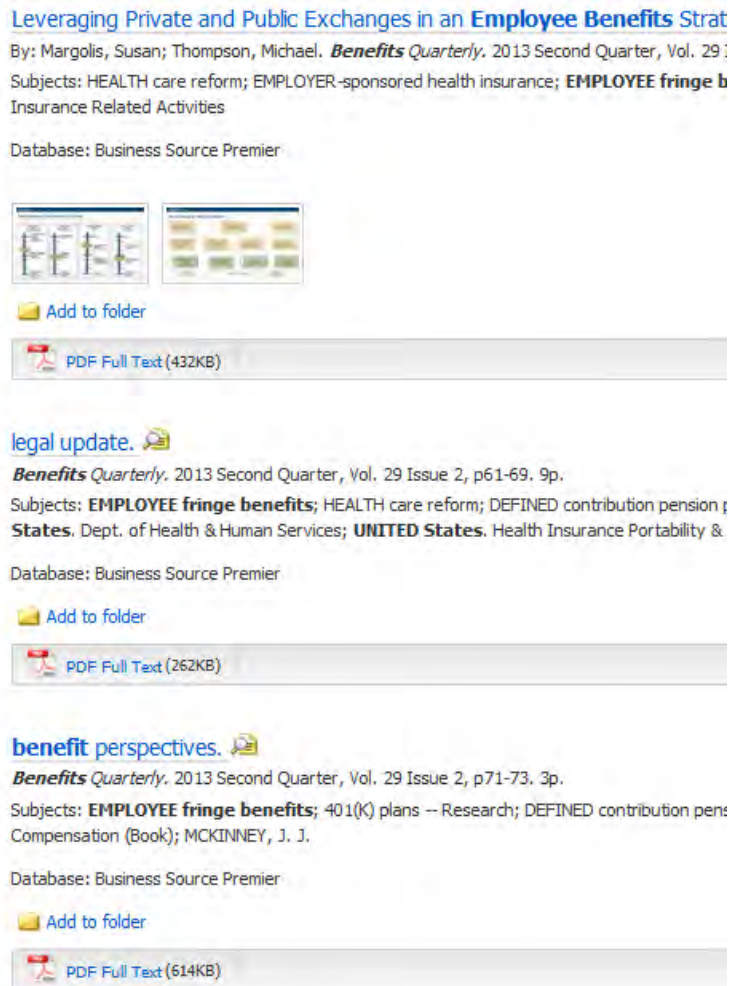 Leveraging Private and Public Exchanges in an Employee Benefits Strat
By: Margolis, Susan; Thompson, Michael. Benefits Quarterly. 2013 Second Quarter, Vol. 29
Subjects: HEALTH care reform; EMPLOYER-sponsored health insurance; EMPLOYEE fringe b
Insurance Related Activities
Database: Business Source Premier
Add to folder
PDF Full Text (432KB)
legal update.
Benefits Quarterly. 2013 Second Quarter, Vol. 29 Issue 2, p61-69. 9p.
Subjects: EMPLOYEE fringe benefits; HEALTH care reform; DEFINED contribution pension p
States. Dept. of Health & Human Services; UNITED States. Health Insurance Portability &
Database: Business Source Premier
Add to folder
PDF Full Text (262KB)
benefit perspectives.
Benefits Quarterly. 2013 Second Quarter, Vol. 29 Issue 2, p71-73. 3p.
Subjects: EMPLOYEE fringe benefits; 401(K) plans -- Research; DEFINED contribution pens
Compensation (Book); MCKINNEY, J. J.
Database: Business Source Premier
Add to folder
PDF Full Text (614KB)